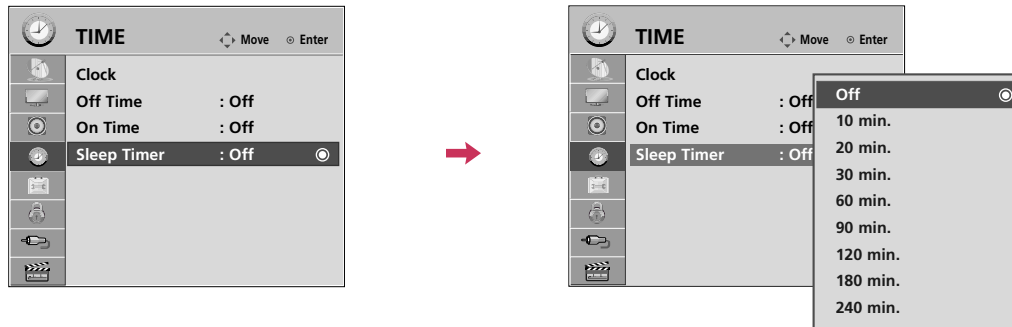 TIME
Move Enter
Clock
Off Time : Off
On Time : Off
Sleep Timer : Off
TIME
Move Enter
Clock
Off Time : Off
On Time : Off
Sleep Timer : Off
Off
10 min.
20 min.
30 min.
60 min.
90 min.
120 min.
180 min.
240 min.